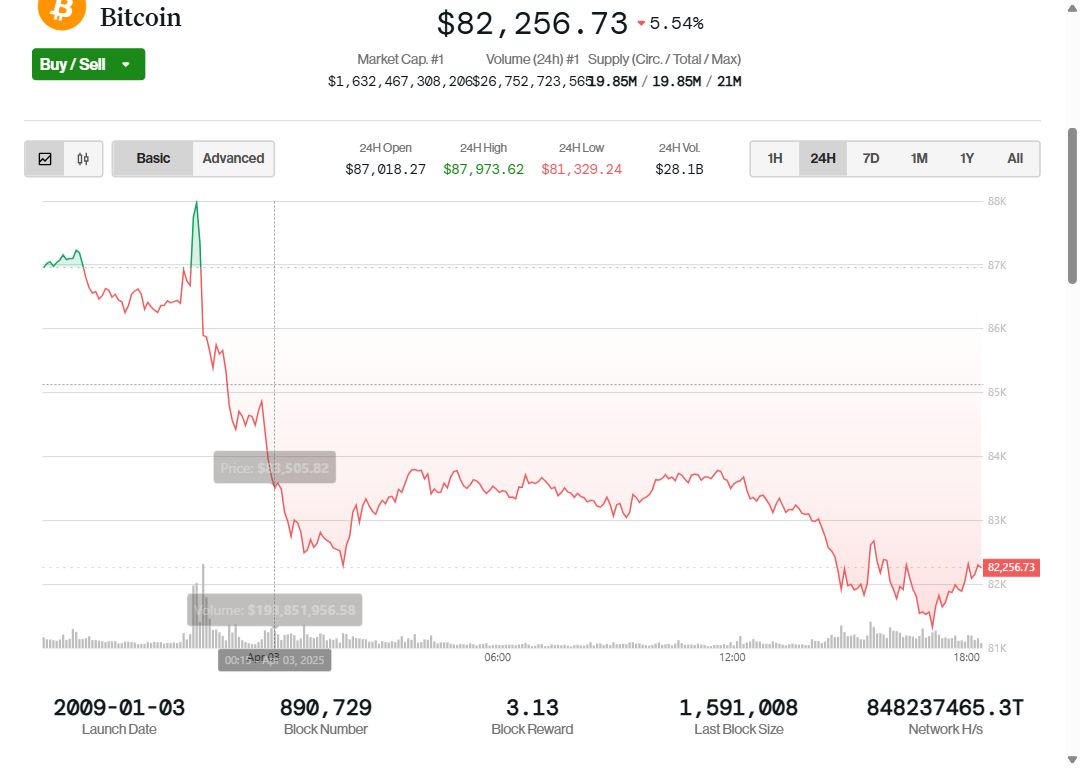 Bitcoin
$82,256.73 5.54%
Buy / Sell
Market Cap. #1 Volume (24h) #1 Supply (Circ. / Total / Max)
$1,632,467,308,206 $26,752,723,565 19.85M / 19.85M / 21M
Basic Advanced
24H Open 24H High 24H Low 24H Vol.
$87,018.27 $87,973.62 $81,329.24 $28.1B
1H 24H 7D 1M 1Y All
88K
87K
86K
85K
84K
Price: $83,505.82
83K
82,256.73
82K
Volume: $193,851,956.58
81K
Apr 03 06:00 12:00 18:00
00:15 Apr 03, 2025
2009-01-03 890,729 3.13 1,591,008 848237465.3T
Launch Date Block Number Block Reward Last Block Size Network H/s